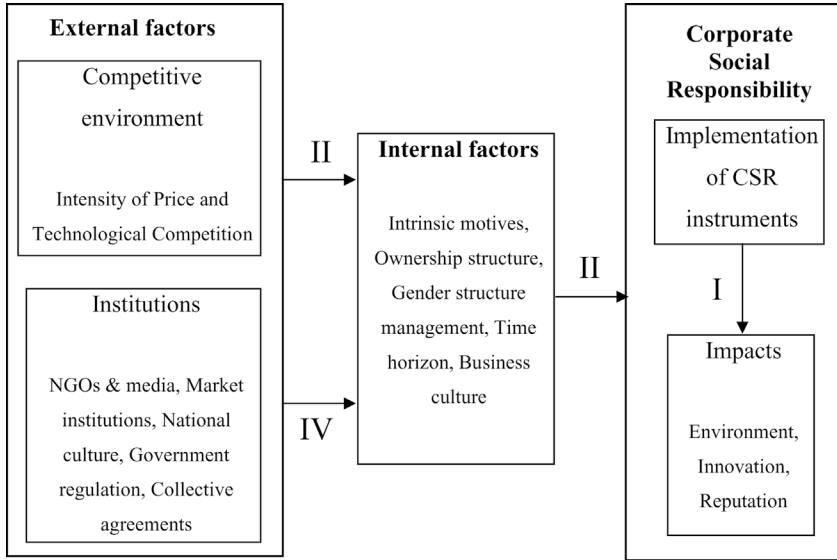 External factors
Competitive
environment
Intensity of Price and
Technological Competition
Institutions
NGOs & media, Market
institutions, National
culture, Government
regulation, Collective
agreements
II
IV
Internal factors
Intrinsic motives,
Ownership structure,
Gender structure
management, Time
horizon, Business
culture
II
Corporate
Social
Responsibility
Implementation
of CSR
instruments
I
Impacts
Environment,
Innovation,
Reputation